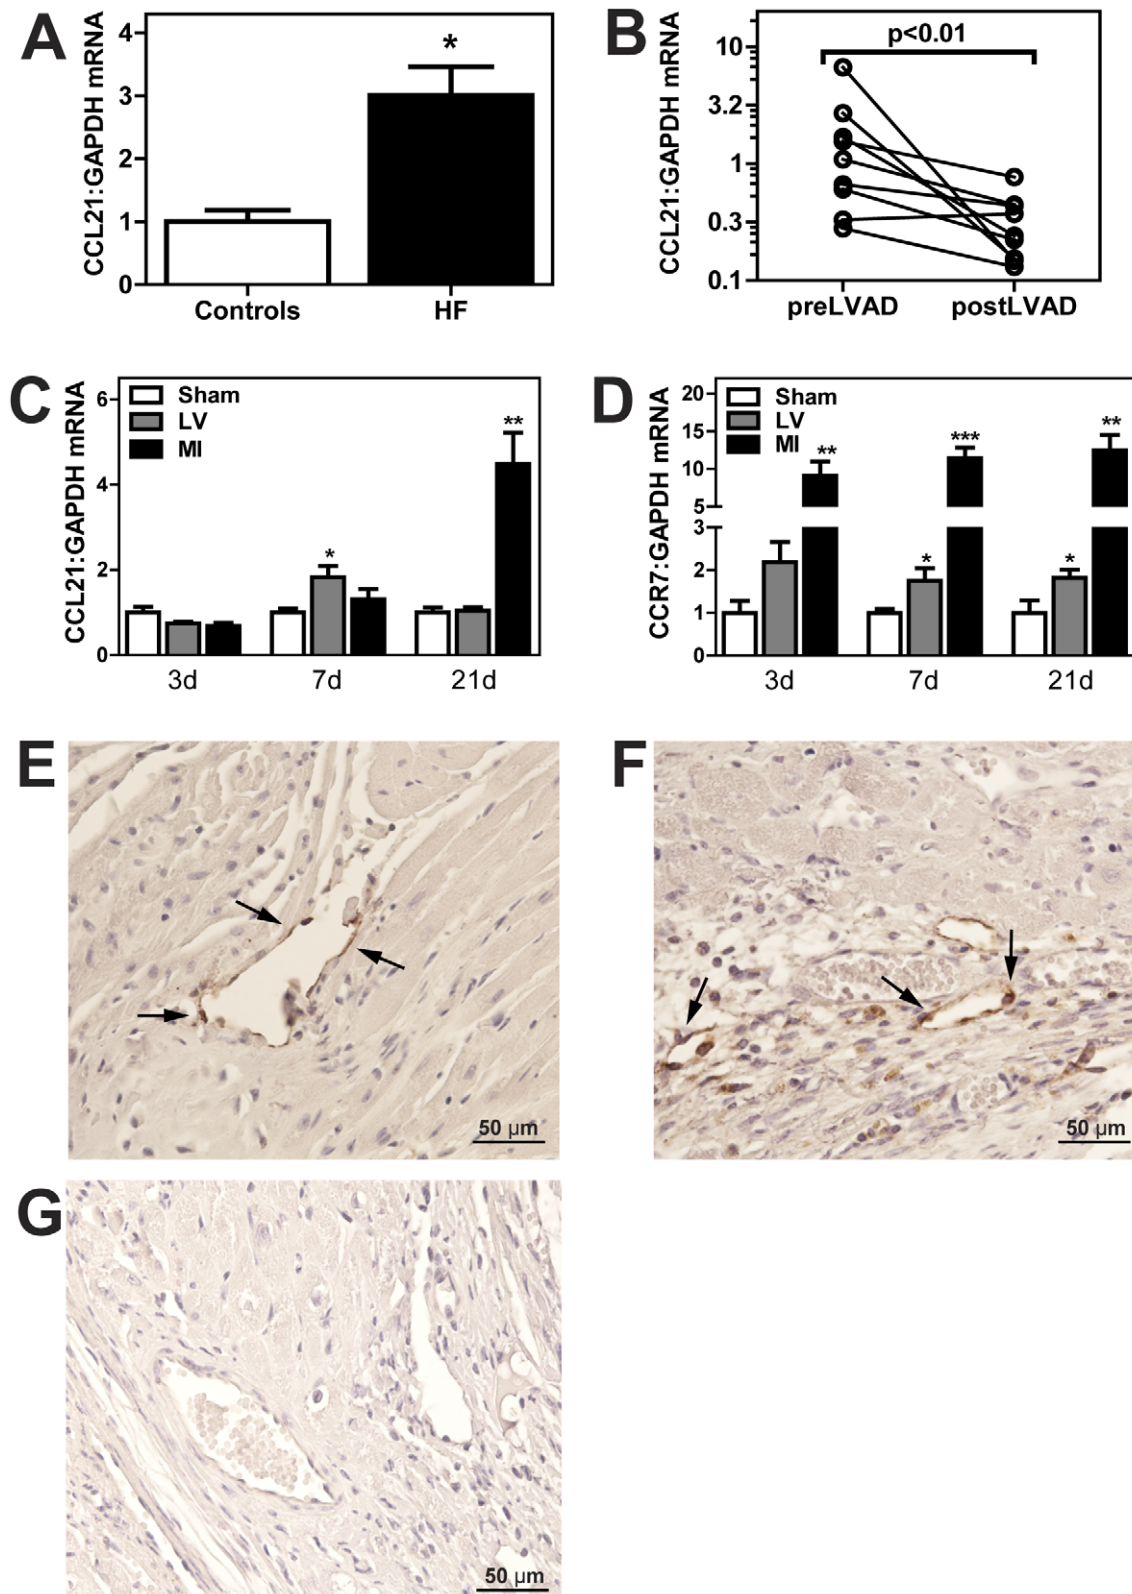 A
CCL21:GAPDH mRNA
4
3
2
1
0
*
Controls
HF
B
CCL21:GAPDH mRNA
10
3.2
1
0.3
0.1
p<0.01
preLVAD
postLVAD
C
CCL21:GAPDH mRNA
6
4
2
0
Sham
LV
MI
*
**
3d
7d
21d
D
CCR7:GAPDH mRNA
20
15
10
5
3
2
1
0
Sham
LV
MI
**
*
***
*
**
3d
7d
21d
E
50 µm
F
50 µm
G
50 µm